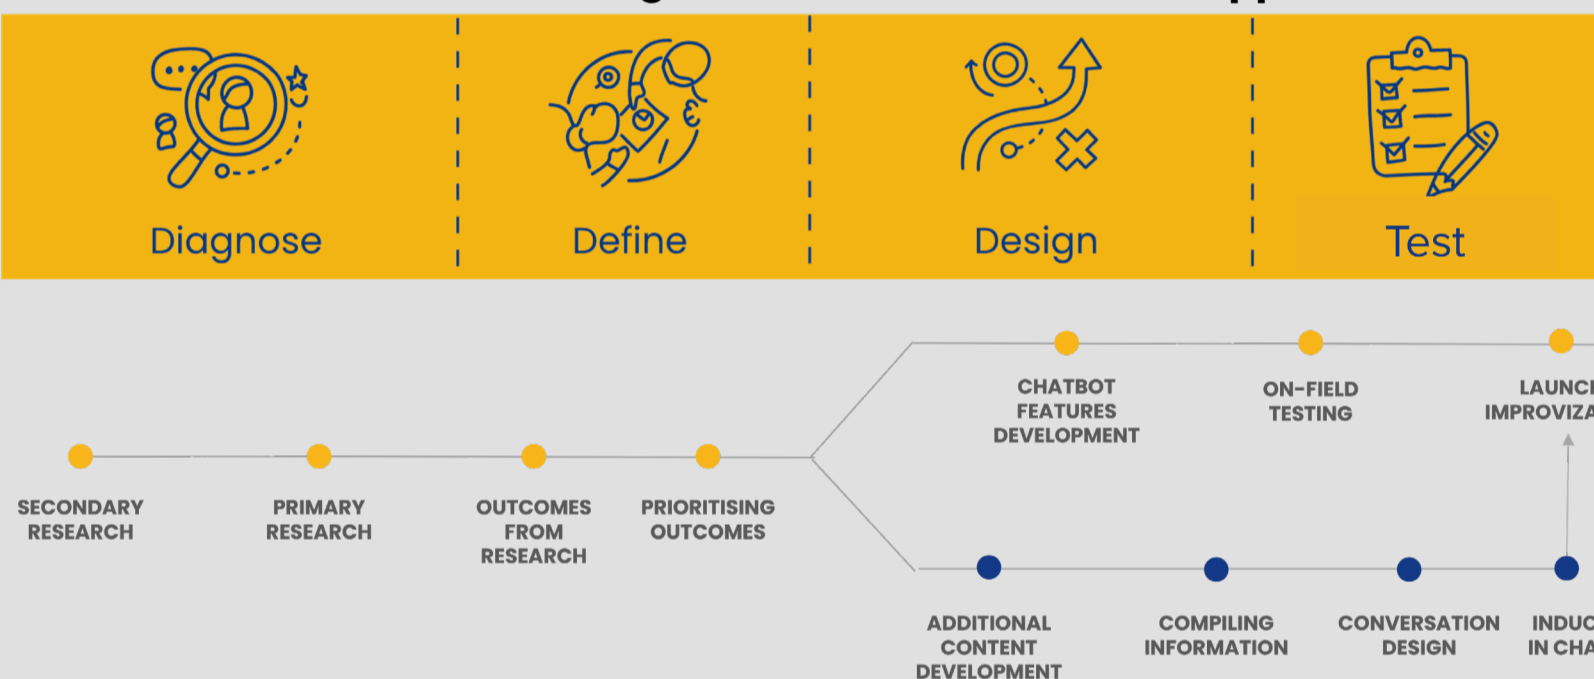 Diagnose
Define
Design
Test
CHATBOT
FEATURES
DEVELOPMENT
ON-FIELD
TESTING
SECONDARY
RESEARCH
PRIMARY
RESEARCH
OUTCOMES
FROM
RESEARCH
PRIORITISING
OUTCOMES
ADDITIONAL
CONTENT
DEVELOPMENT
COMPILING
INFORMATION
CONVERSATION
DESIGN
IN